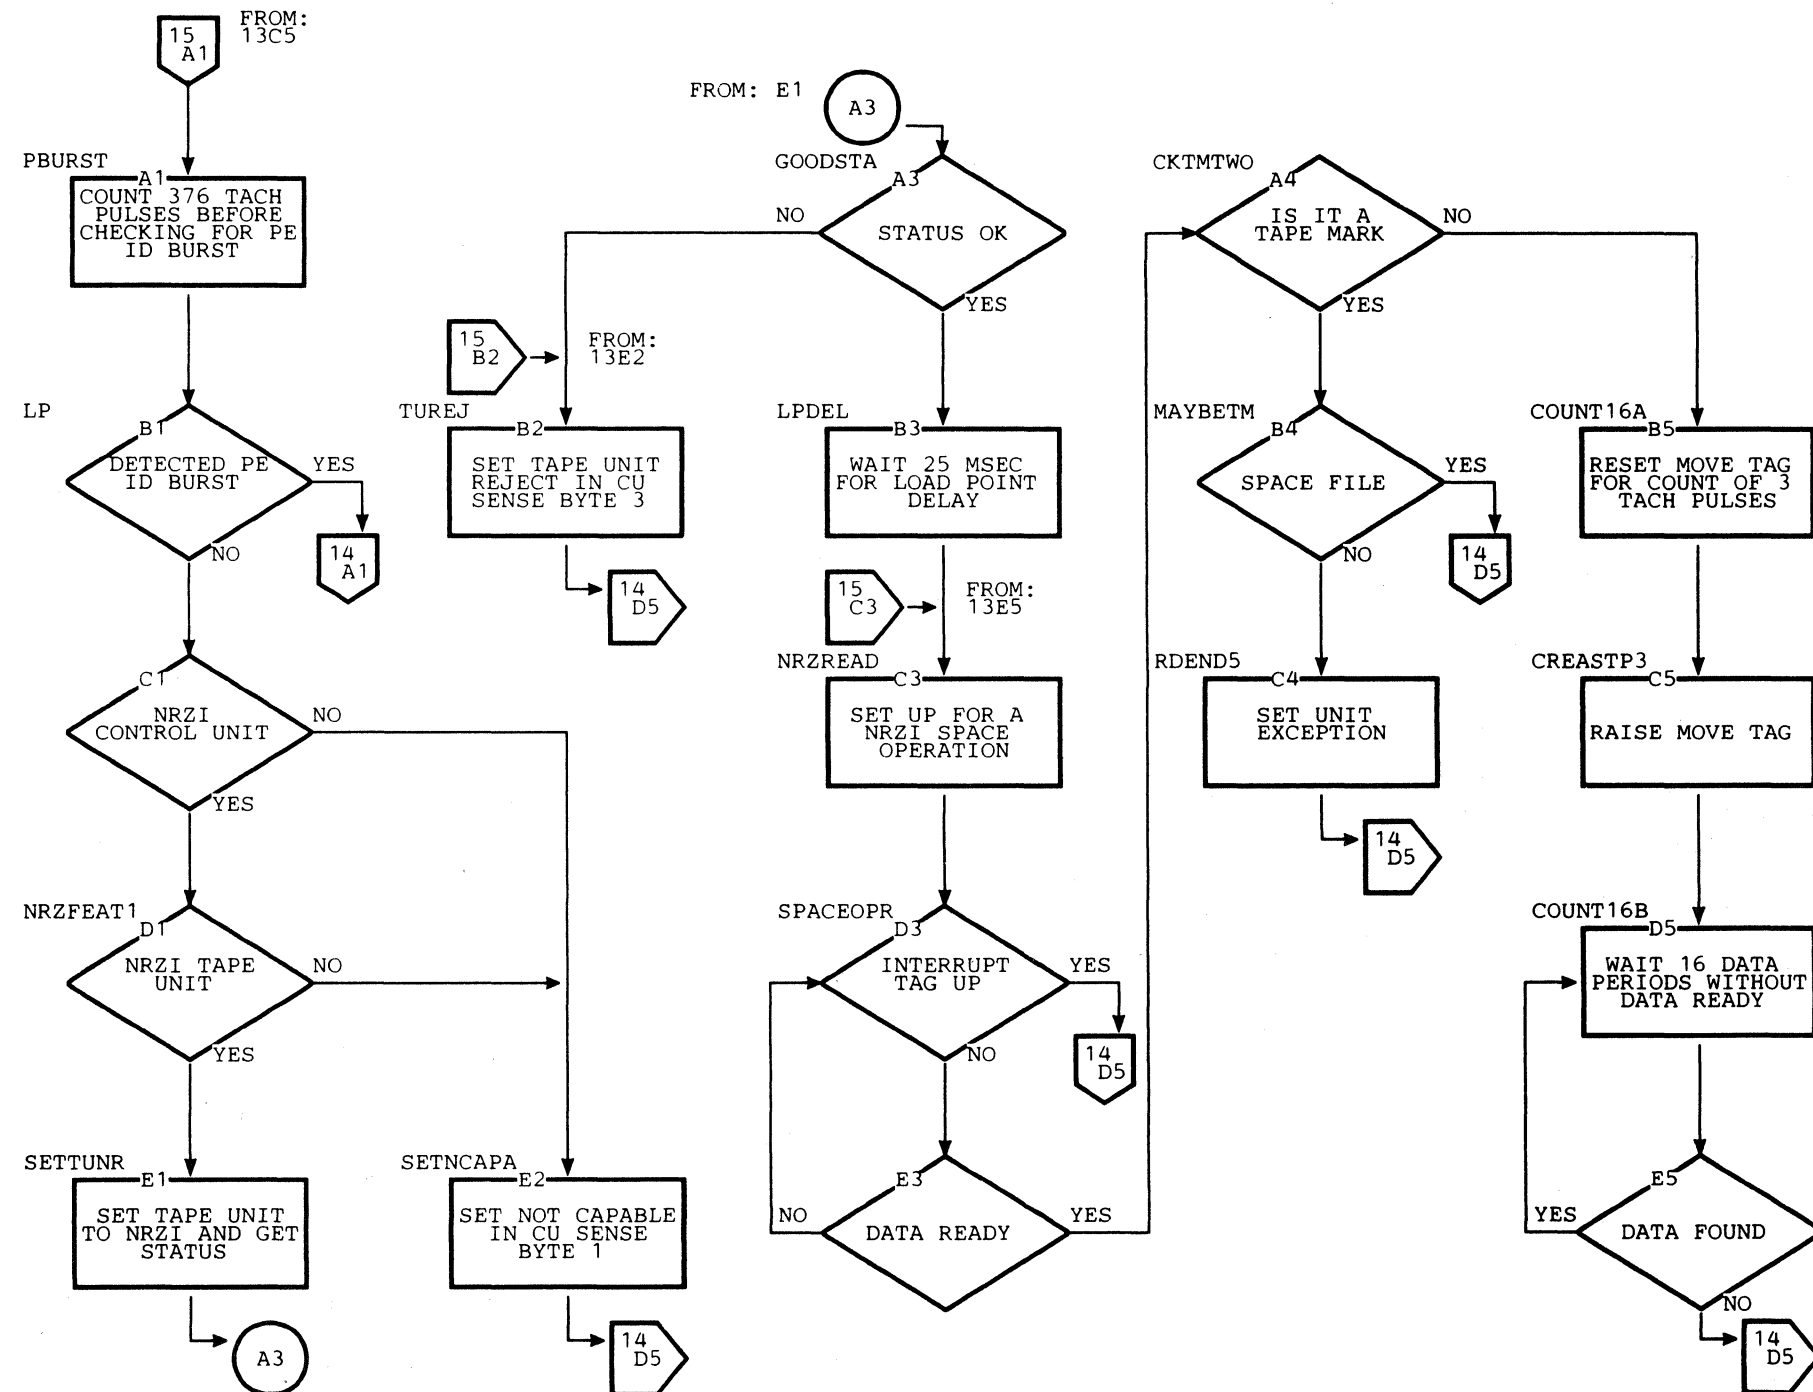 15
A1
FROM:
13C5
PBURST
A1
COUNT 376 TACH
PULSES BEFORE
CHECKING FOR PE
ID BURST
LP
B1
DETECTED PE
ID BURST
YES
NO
14
A1
C1
NRZI
CONTROL UNIT
NO
YES
NRZFEAT1
D1
NRZI TAPE
UNIT
NO
YES
SETTUNR
E1
SET TAPE UNIT
TO NRZI AND GET
STATUS
A3
15
B2
FROM:
13E2
TUREJ
B2
SET TAPE UNIT
REJECT IN CU
SENSE BYTE 3
14
D5
SETNCAPA
E2
SET NOT CAPABLE
IN CU SENSE
BYTE 1
14
D5
FROM: E1
A3
GOODSTA
A3
STATUS OK
NO
YES
LPDEL
B3
WAIT 25 MSEC
FOR LOAD POINT
DELAY
15
C3
FROM:
13E5
NRZREAD
C3
SET UP FOR A
NRZI SPACE
OPERATION
SPACEOPR
D3
INTERRUPT
TAG UP
YES
NO
14
D5
E3
DATA READY
NO
YES
CKTMTWO
A4
IS IT A
TAPE MARK
NO
YES
MAYBETM
B4
SPACE FILE
YES
NO
14
D5
RDEND5
C4
SET UNIT
EXCEPTION
14
D5
COUNT16A
B5
RESET MOVE TAG
FOR COUNT OF 3
TACH PULSES
CREASTP3
C5
RAISE MOVE TAG
COUNT16B
D5
WAIT 16 DATA
PERIODS WITHOUT
DATA READY
E5
DATA FOUND
YES
NO
14
D5